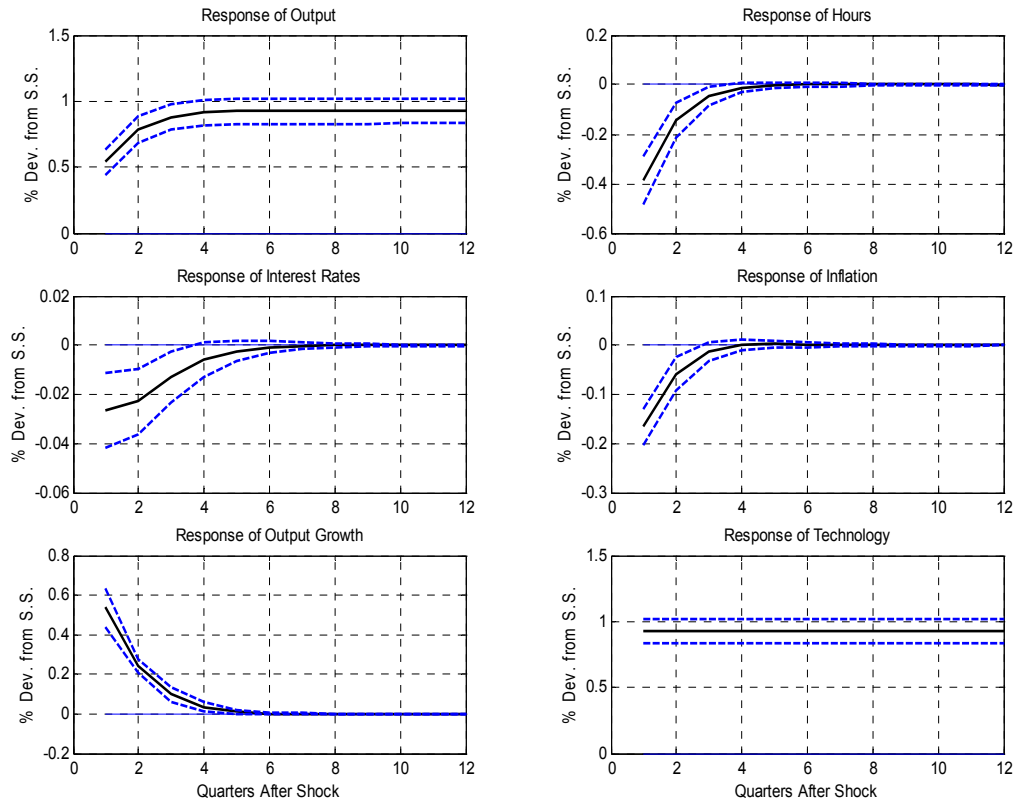 Response of Output
% Dev. from S.S.
1.5
1
0.5
0
0 2 4 6 8 10 12
Response of Hours
% Dev. from S.S.
0.2
0
-0.2
-0.4
-0.6
0 2 4 6 8 10 12
Response of Interest Rates
% Dev. from S.S.
0.02
0
-0.02
-0.04
-0.06
0 2 4 6 8 10 12
Response of Inflation
% Dev. from S.S.
0.1
0
-0.1
-0.2
-0.3
0 2 4 6 8 10 12
Response of Output Growth
% Dev. from S.S.
0.8
0.6
0.4
0.2
0
-0.2
0 2 4 6 8 10 12
Quarters After Shock
Response of Technology
% Dev. from S.S.
1.5
1
0.5
0
0 2 4 6 8 10 12
Quarters After Shock